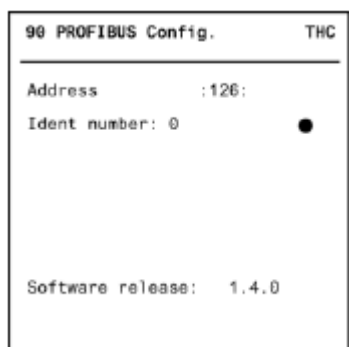 90 PROFIBUS Config. THC
Address :126:
Ident number: 0
Software release: 1.4.0